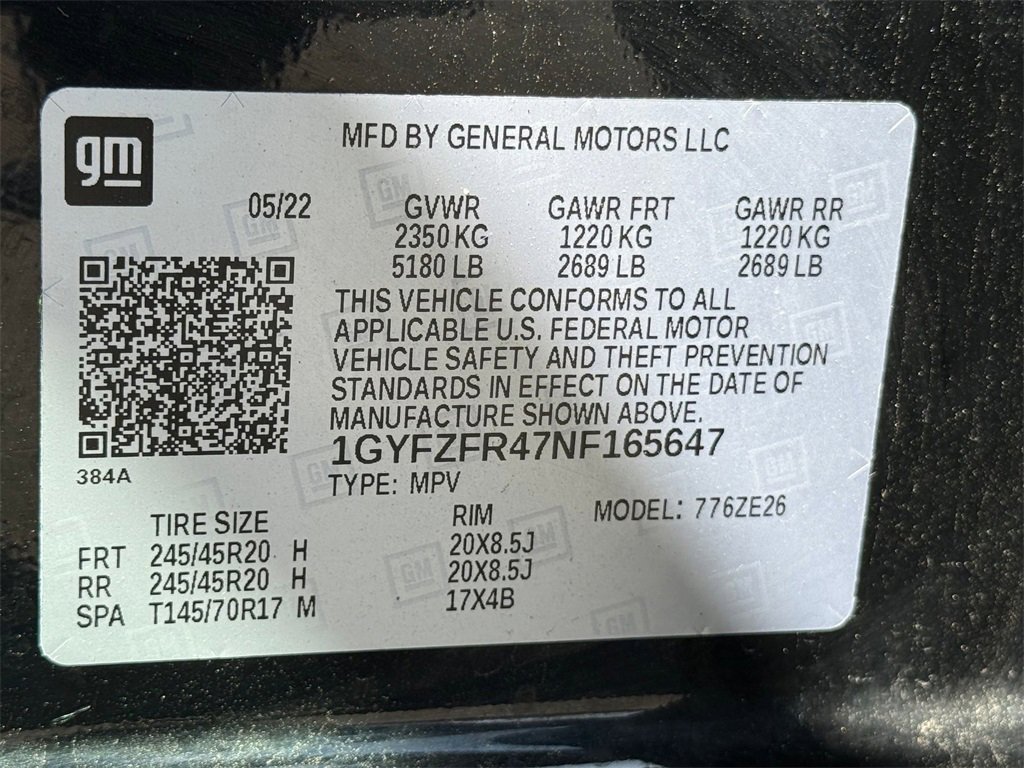 gm
MFD BY GENERAL MOTORS LLC
05/22 GVWR GAWR FRT GAWR RR
2350 KG 1220 KG 1220 KG
5180 LB 2689 LB 2689 LB
THIS VEHICLE CONFORMS TO ALL
APPLICABLE U.S. FEDERAL MOTOR
VEHICLE SAFETY AND THEFT PREVENTION
STANDARDS IN EFFECT ON THE DATE OF
MANUFACTURE SHOWN ABOVE.
1GYFZFR47NF165647
384A
TYPE: MPV
TIRE SIZE RIM MODEL: 776ZE26
FRT 245/45R20 H 20X8.5J
RR 245/45R20 H 20X8.5J
SPA T145/70R17 M 17X4B